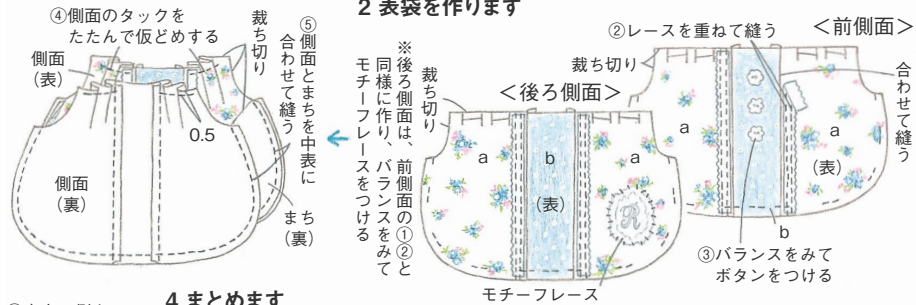 2 表袋を作ります
＜前側面＞
②レースを重ねて縫う
裁ち切り
合わせて縫う
a
a
(表)
b
③バランスをみて
ボタンをつける
＜後ろ側面＞
裁ち切り
a
b
a
(表)
モチーフレース
R
※後ろ側面は、前側面の①②と
同様に作り、バランスをみて
モチーフレースをつける
④側面のタックを
たたんで仮どめする
裁ち切り
⑤側面とまちを中表に
合わせて縫う
側面
(表)
0.5
側面
(裏)
まち
(裏)
4 まとめます